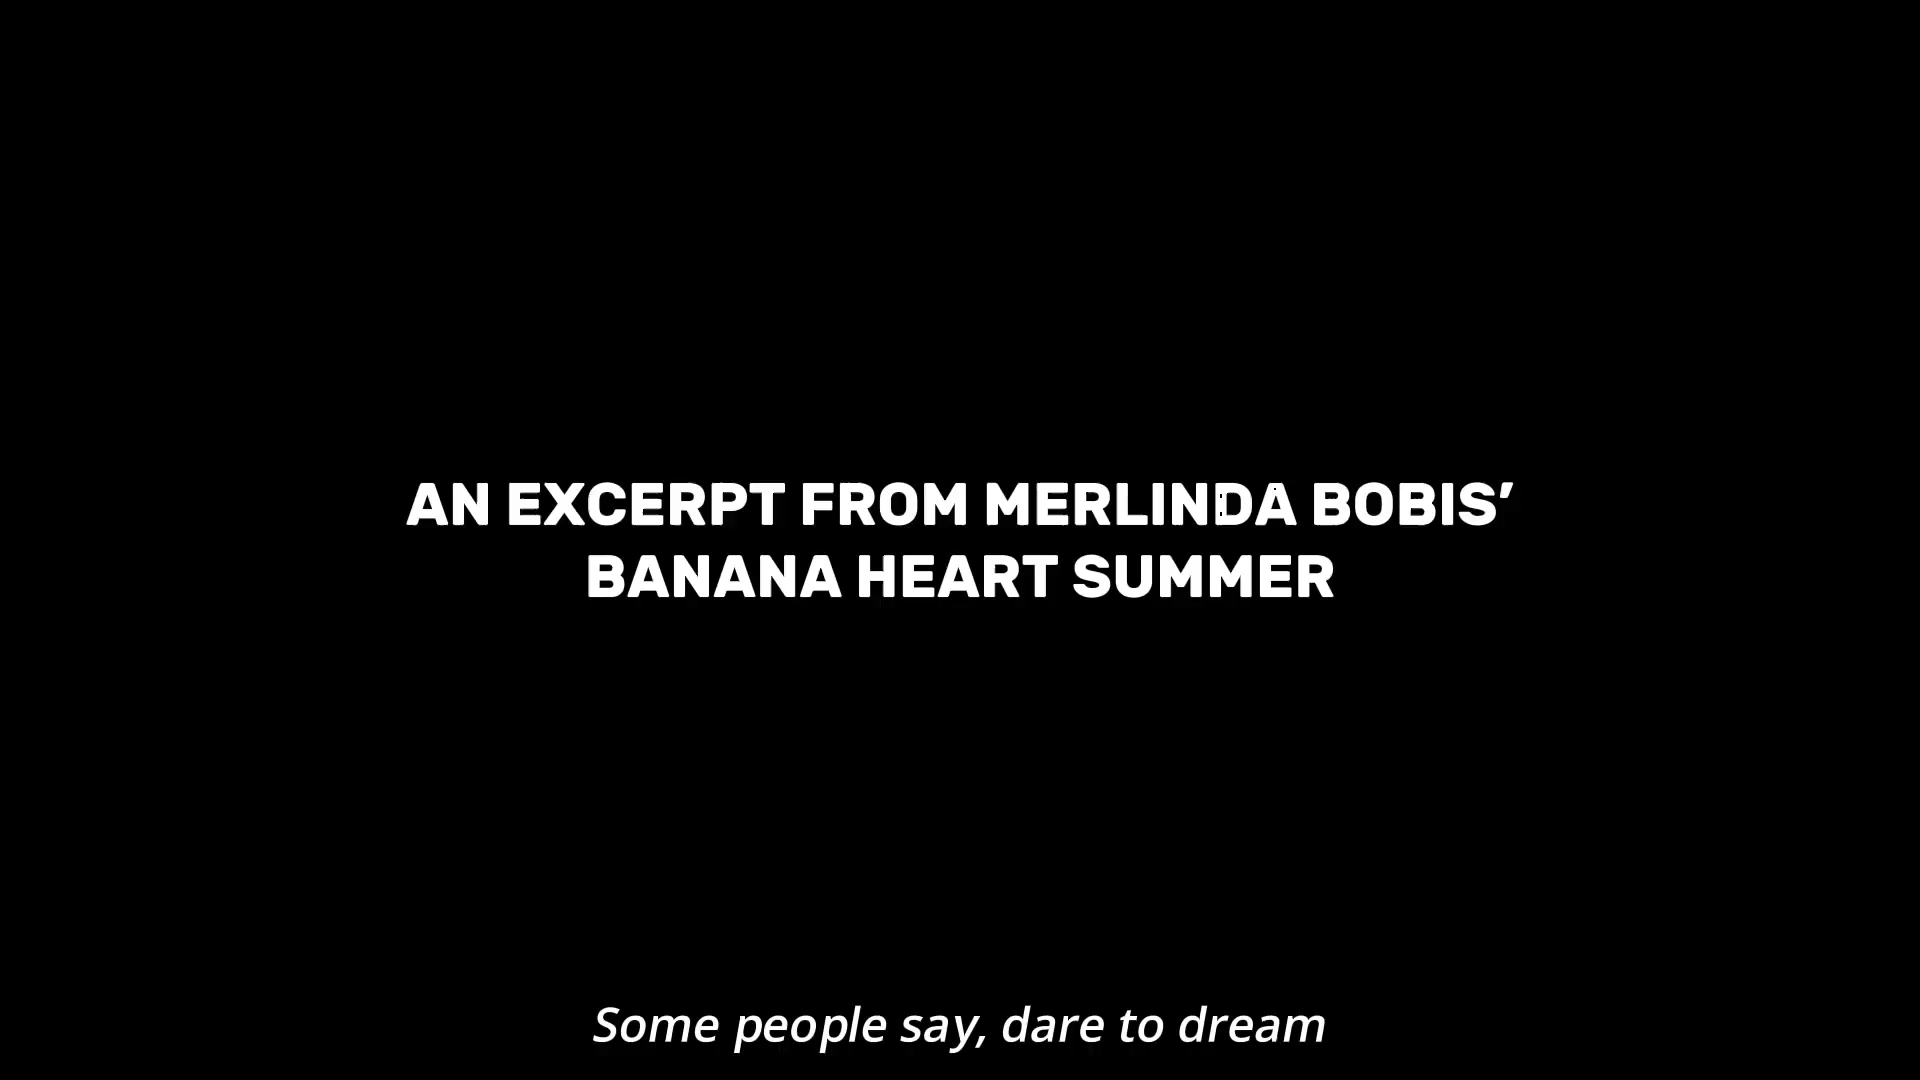 AN EXCERPT FROM MERLINDA BOBIS’
BANANA HEART SUMMER
Some people say, dare to dream